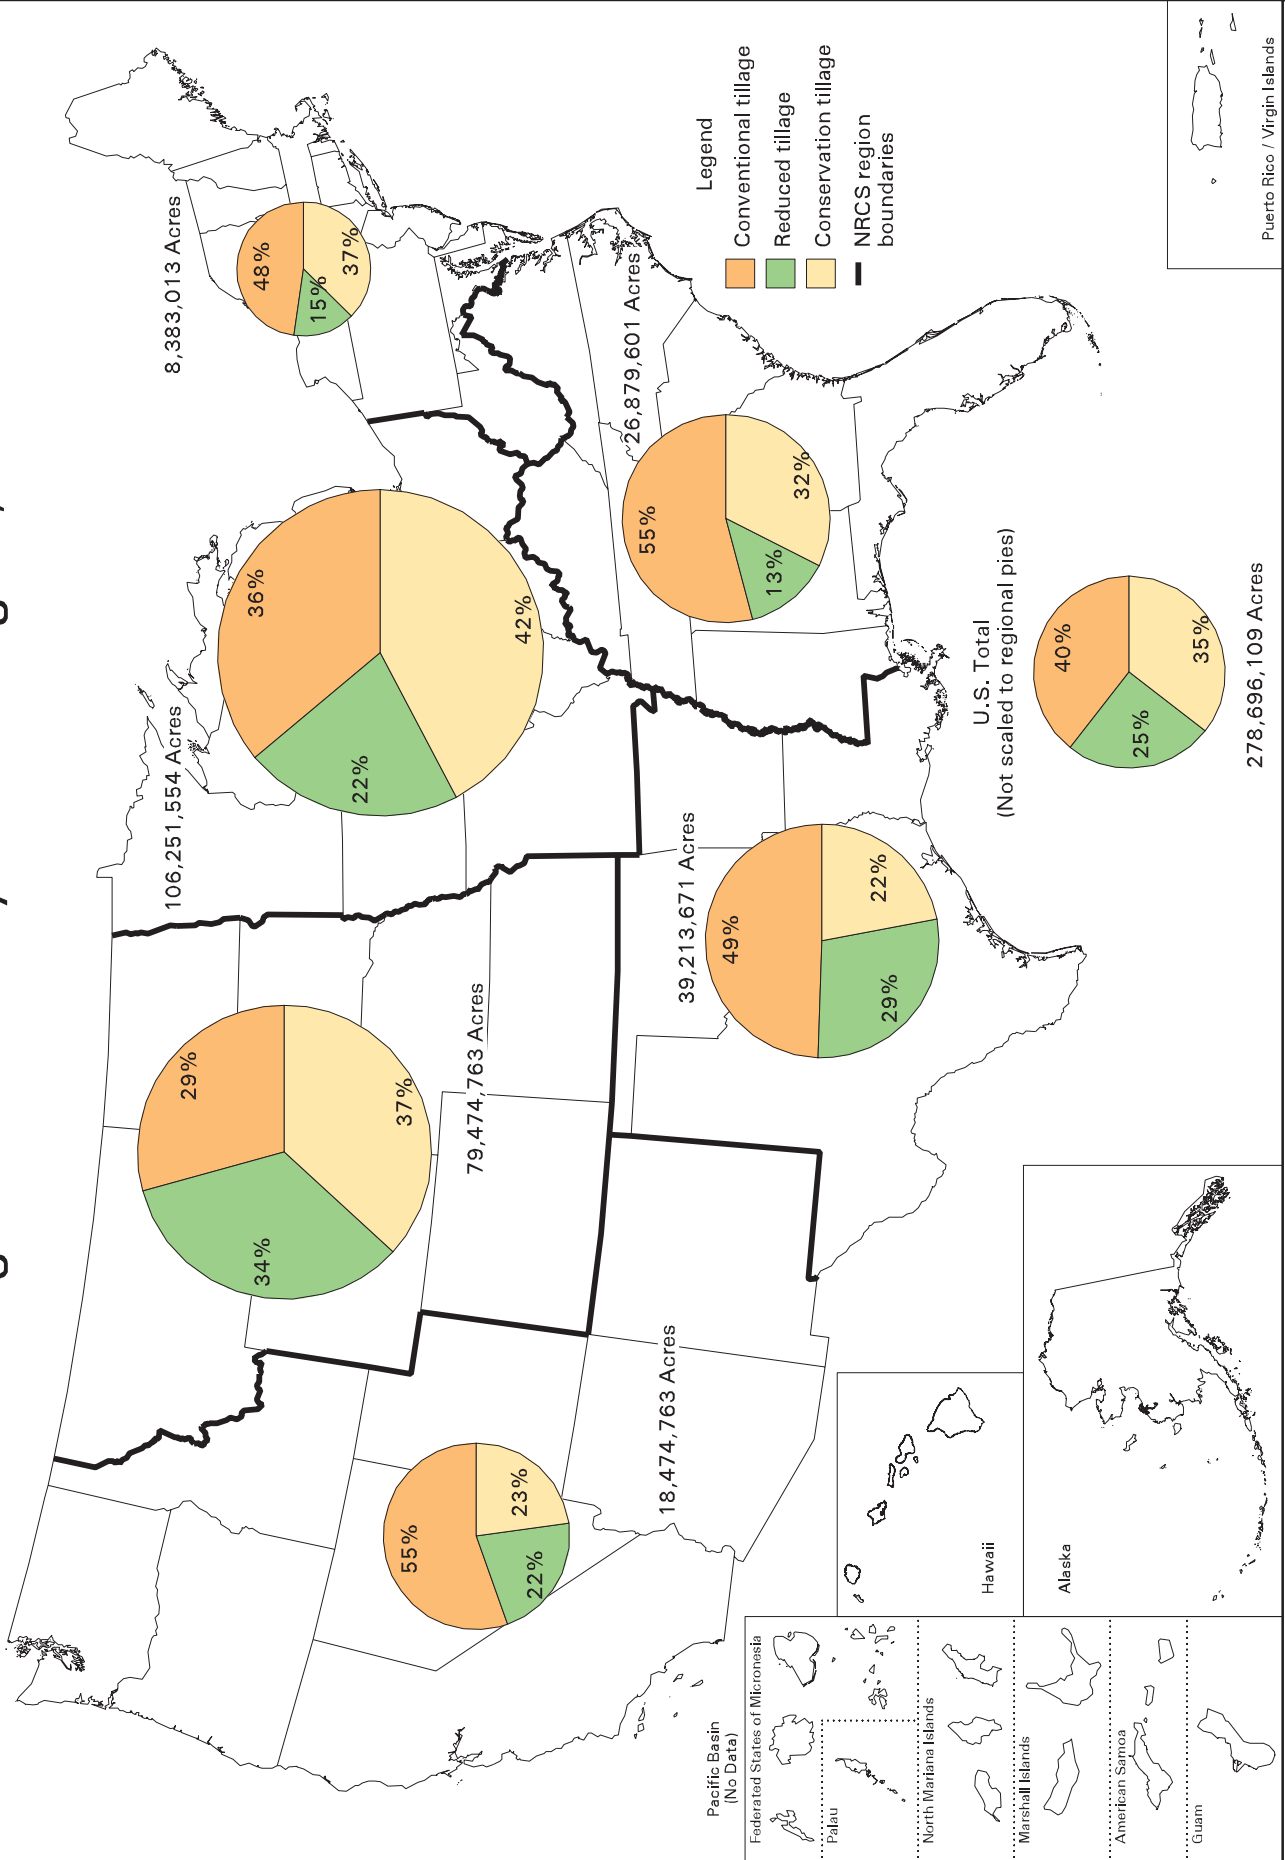 8,383,013 Acres
48%
15%
37%
106,251,554 Acres
36%
22%
42%
29%
34%
37%
79,474,763 Acres
55%
22%
23%
18,474,763 Acres
39,213,671 Acres
49%
29%
22%
26,879,601 Acres
55%
13%
32%
Legend
Conventional tillage
Reduced tillage
Conservation tillage
NRCS region
boundaries
U.S. Total
(Not scaled to regional pies)
40%
25%
35%
278,696,109 Acres
Pacific Basin
(No Data)
Federated States of Micronesia
Palau
North Mariana Islands
Marshall Islands
American Samoa
Guam
Hawaii
Alaska
Puerto Rico / Virgin Islands